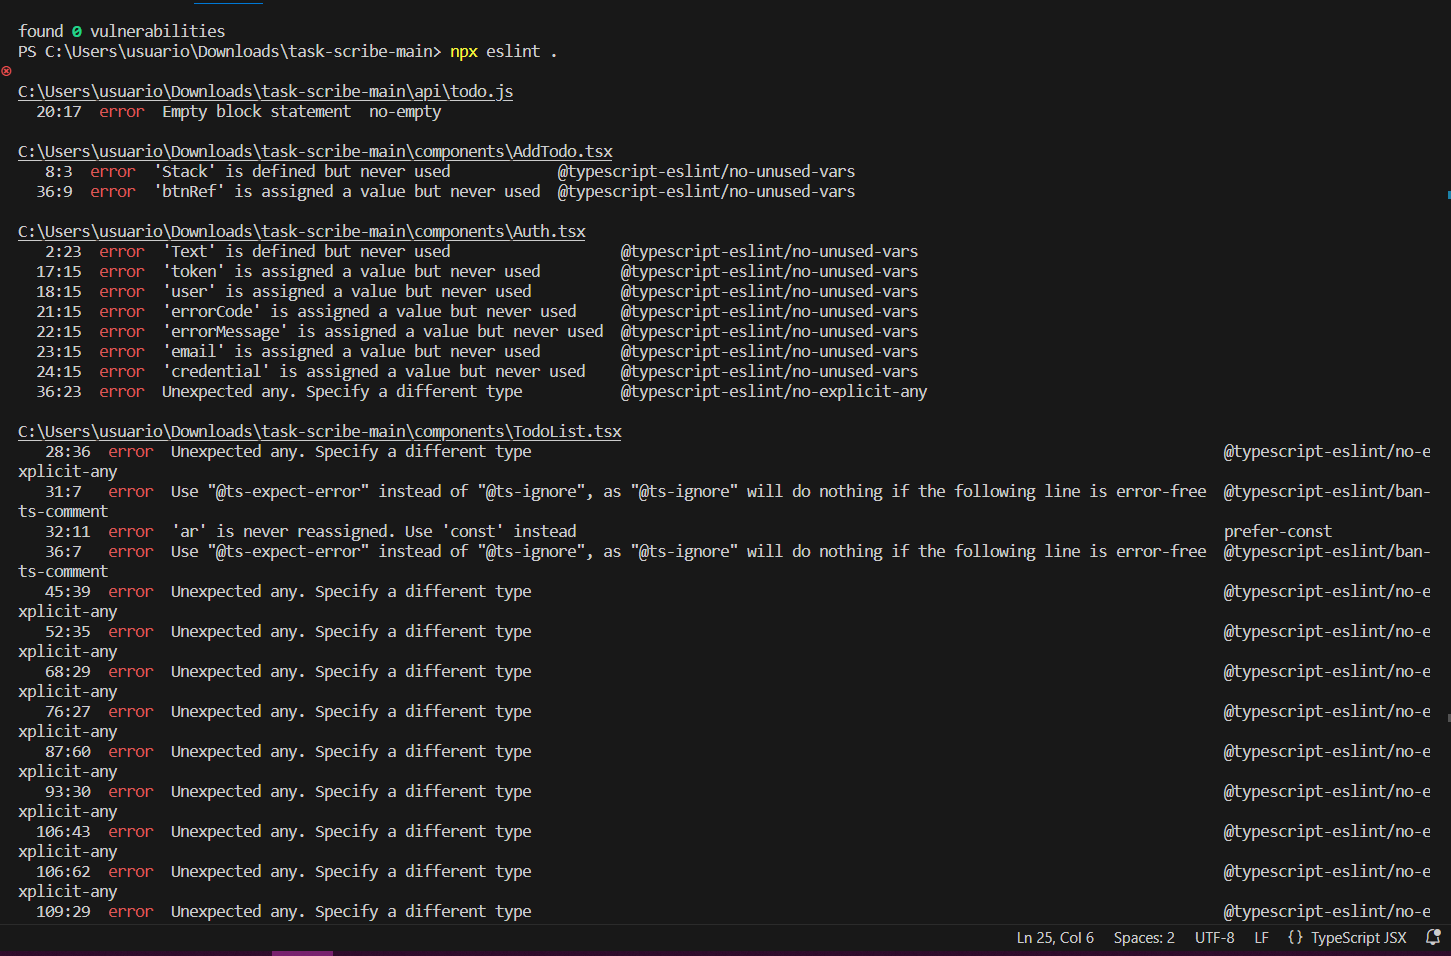 found 0 vulnerabilities
PS C:\Users\usuario\Downloads\task-scribe-main> npx eslint .
C:\Users\usuario\Downloads\task-scribe-main\api\todo.js
20:17 error Empty block statement no-empty
C:\Users\usuario\Downloads\task-scribe-main\components\AddTodo.tsx
8:3 error 'Stack' is defined but never used @typescript-eslint/no-unused-vars
36:9 error 'btnRef' is assigned a value but never used @typescript-eslint/no-unused-vars
C:\Users\usuario\Downloads\task-scribe-main\components\Auth.tsx
2:23 error 'Text' is defined but never used @typescript-eslint/no-unused-vars
17:15 error 'token' is assigned a value but never used @typescript-eslint/no-unused-vars
18:15 error 'user' is assigned a value but never used @typescript-eslint/no-unused-vars
21:15 error 'errorCode' is assigned a value but never used @typescript-eslint/no-unused-vars
22:15 error 'errorMessage' is assigned a value but never used @typescript-eslint/no-unused-vars
23:15 error 'email' is assigned a value but never used @typescript-eslint/no-unused-vars
24:15 error 'credential' is assigned a value but never used @typescript-eslint/no-unused-vars
36:23 error Unexpected any. Specify a different type @typescript-eslint/no-explicit-any
C:\Users\usuario\Downloads\task-scribe-main\components\TodoList.tsx
28:36 error Unexpected any. Specify a different type @typescript-eslint/no-e
xplicit-any
31:7 error Use "@ts-expect-error" instead of "@ts-ignore", as "@ts-ignore" will do nothing if the following line is error-free @typescript-eslint/ban-
ts-comment
32:11 error 'ar' is never reassigned. Use 'const' instead prefer-const
36:7 error Use "@ts-expect-error" instead of "@ts-ignore", as "@ts-ignore" will do nothing if the following line is error-free @typescript-eslint/ban-
ts-comment
45:39 error Unexpected any. Specify a different type @typescript-eslint/no-e
xplicit-any
52:35 error Unexpected any. Specify a different type @typescript-eslint/no-e
xplicit-any
68:29 error Unexpected any. Specify a different type @typescript-eslint/no-e
xplicit-any
76:27 error Unexpected any. Specify a different type @typescript-eslint/no-e
xplicit-any
87:60 error Unexpected any. Specify a different type @typescript-eslint/no-e
xplicit-any
93:30 error Unexpected any. Specify a different type @typescript-eslint/no-e
xplicit-any
106:43 error Unexpected any. Specify a different type @typescript-eslint/no-e
xplicit-any
106:62 error Unexpected any. Specify a different type @typescript-eslint/no-e
xplicit-any
109:29 error Unexpected any. Specify a different type @typescript-eslint/no-e
Ln 25, Col 6 Spaces: 2 UTF-8 LF {} TypeScript JSX